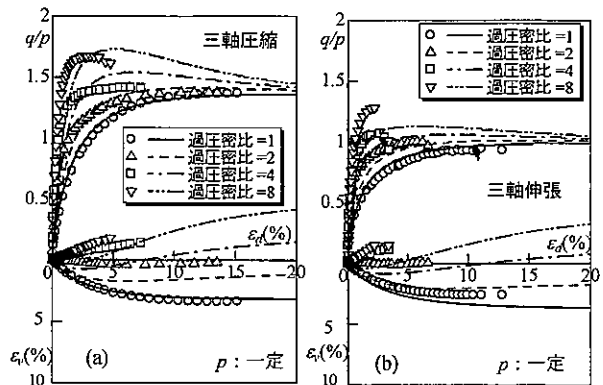 2
q/p
三軸圧縮
1.5
1
過圧密比=1
過圧密比=2
過圧密比=4
過圧密比=8
0.5
εd(%)
0
5
10
15
20
5
εv(%)
(a)
p：一定
10
2
q/p
過圧密比=1
過圧密比=2
過圧密比=4
過圧密比=8
1.5
1
三軸伸張
0.5
εd(%)
0
5
10
15
20
5
εv(%)
(b)
p：一定
10